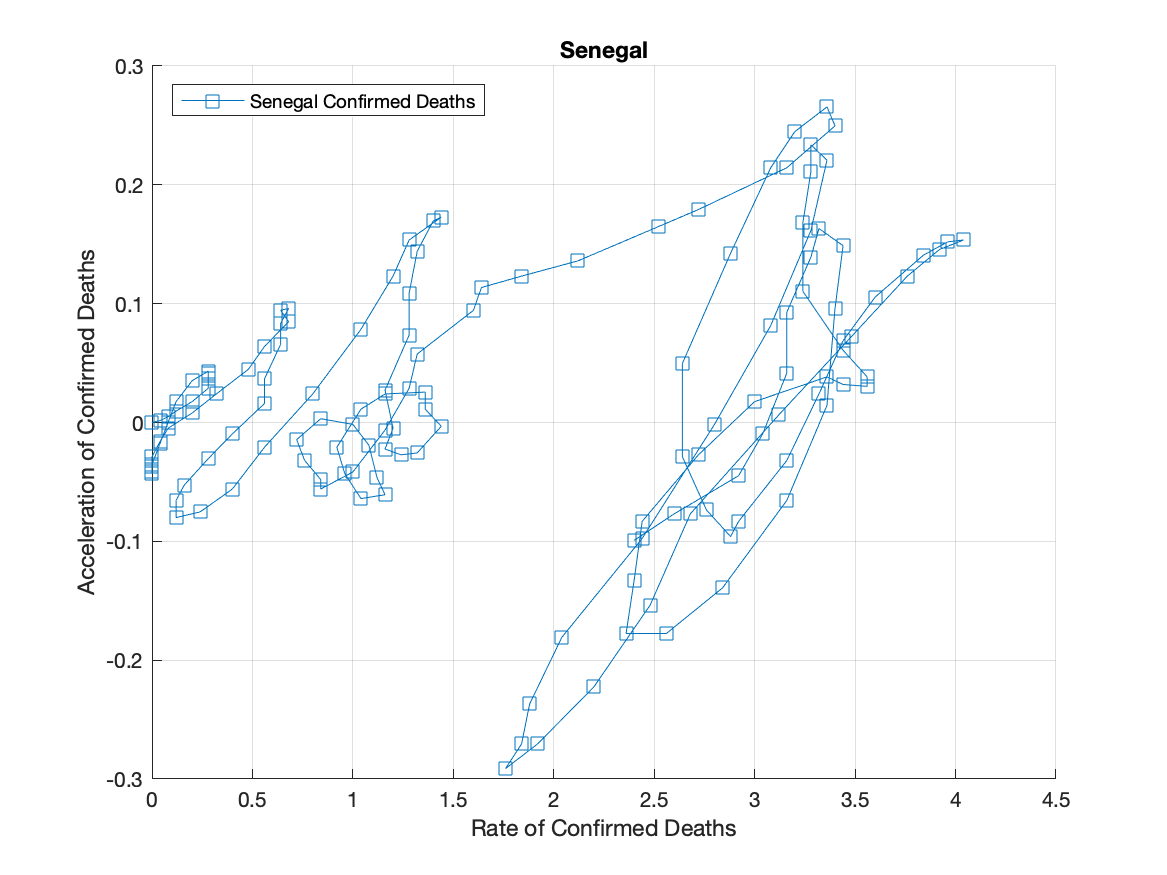 Senegal
Senegal Confirmed Deaths
Acceleration of Confirmed Deaths
0.3
0.2
0.1
0
-0.1
-0.2
-0.3
0 0.5 1 1.5 2 2.5 3 3.5 4 4.5
Rate of Confirmed Deaths